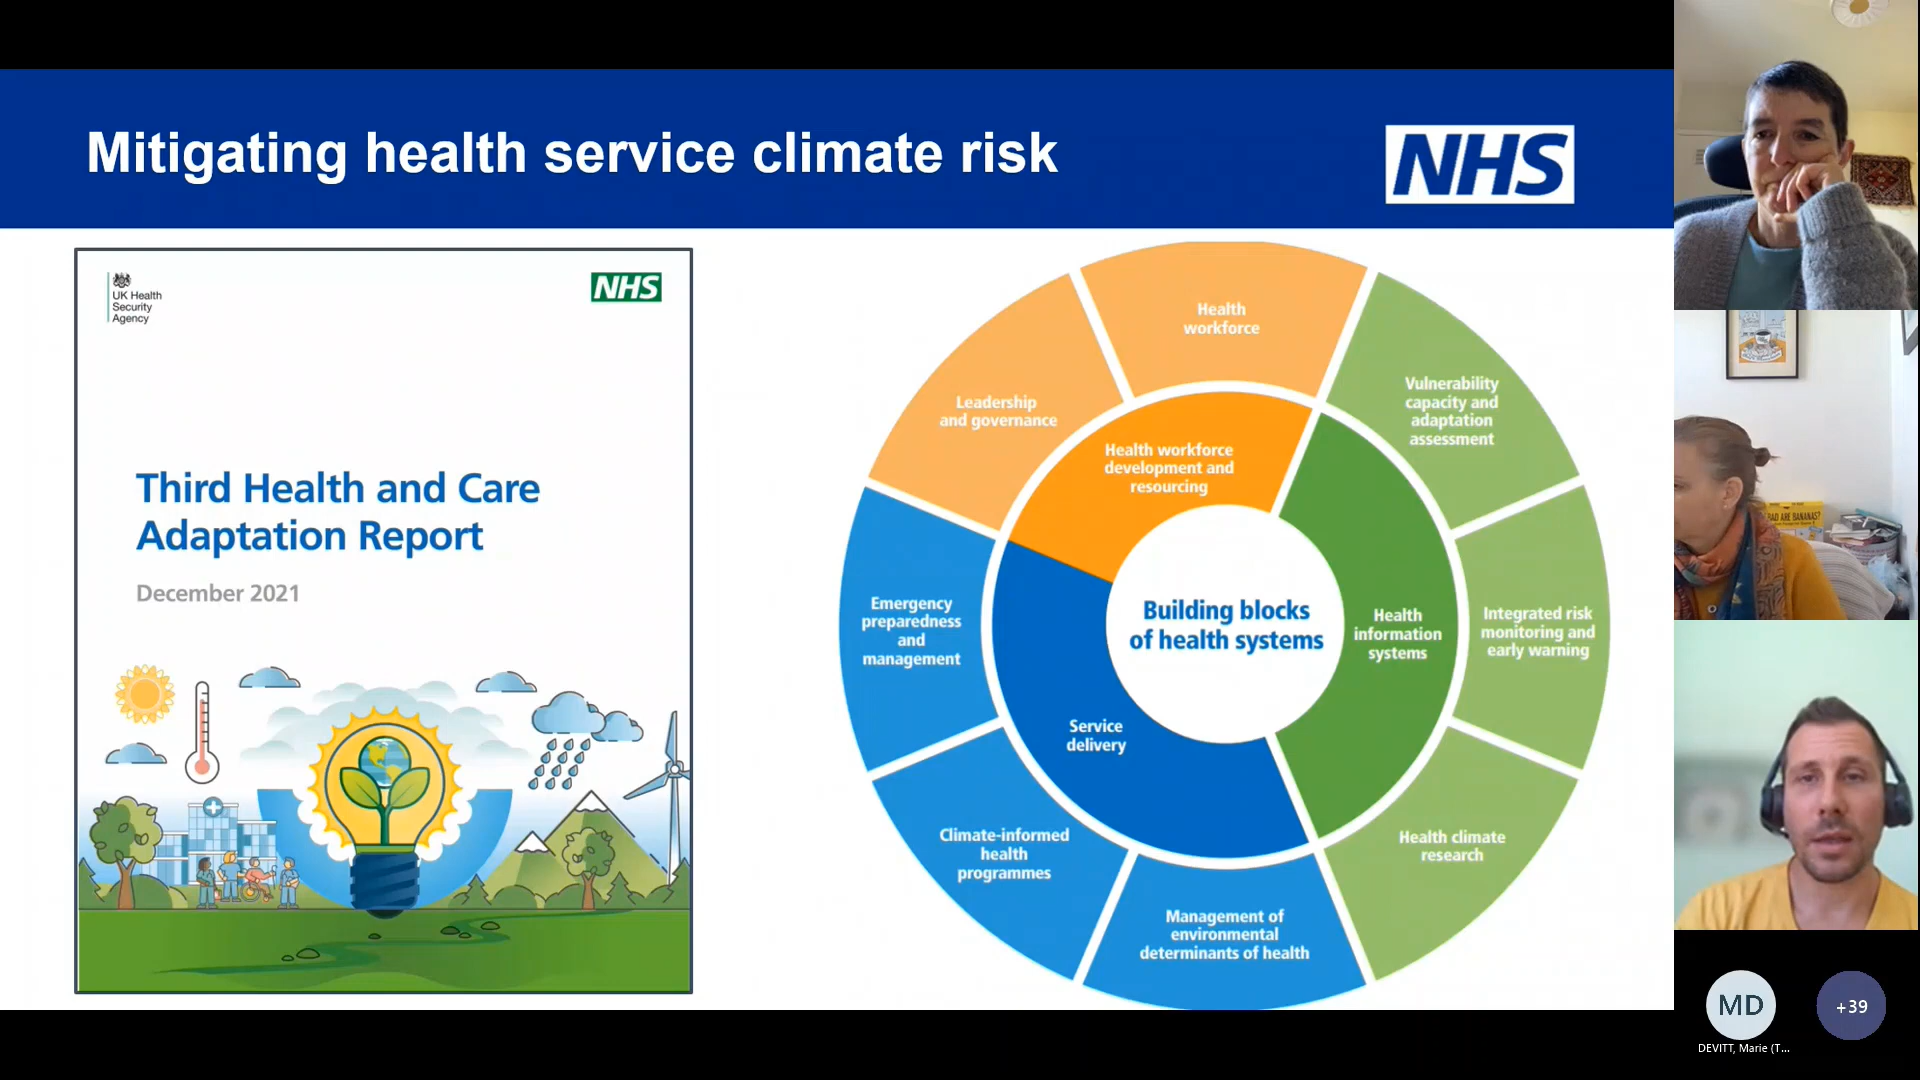 Mitigating health service climate risk
NHS
UK Health
Security
Agency
NHS
Third Health and Care
Adaptation Report
December 2021
Health
workforce
Leadership
and governance
Vulnerability
capacity and
adaptation
assessment
Health workforce
development and
resourcing
Emergency
preparedness
and
management
Building blocks
of health systems
Health
information
systems
Integrated risk
monitoring and
early warning
Service
delivery
Climate-informed
health
programmes
Health climate
research
Management of
environmental
determinants of health
BAD ARE BANANAS?
MD
+39
DEVITT, Marie (T...